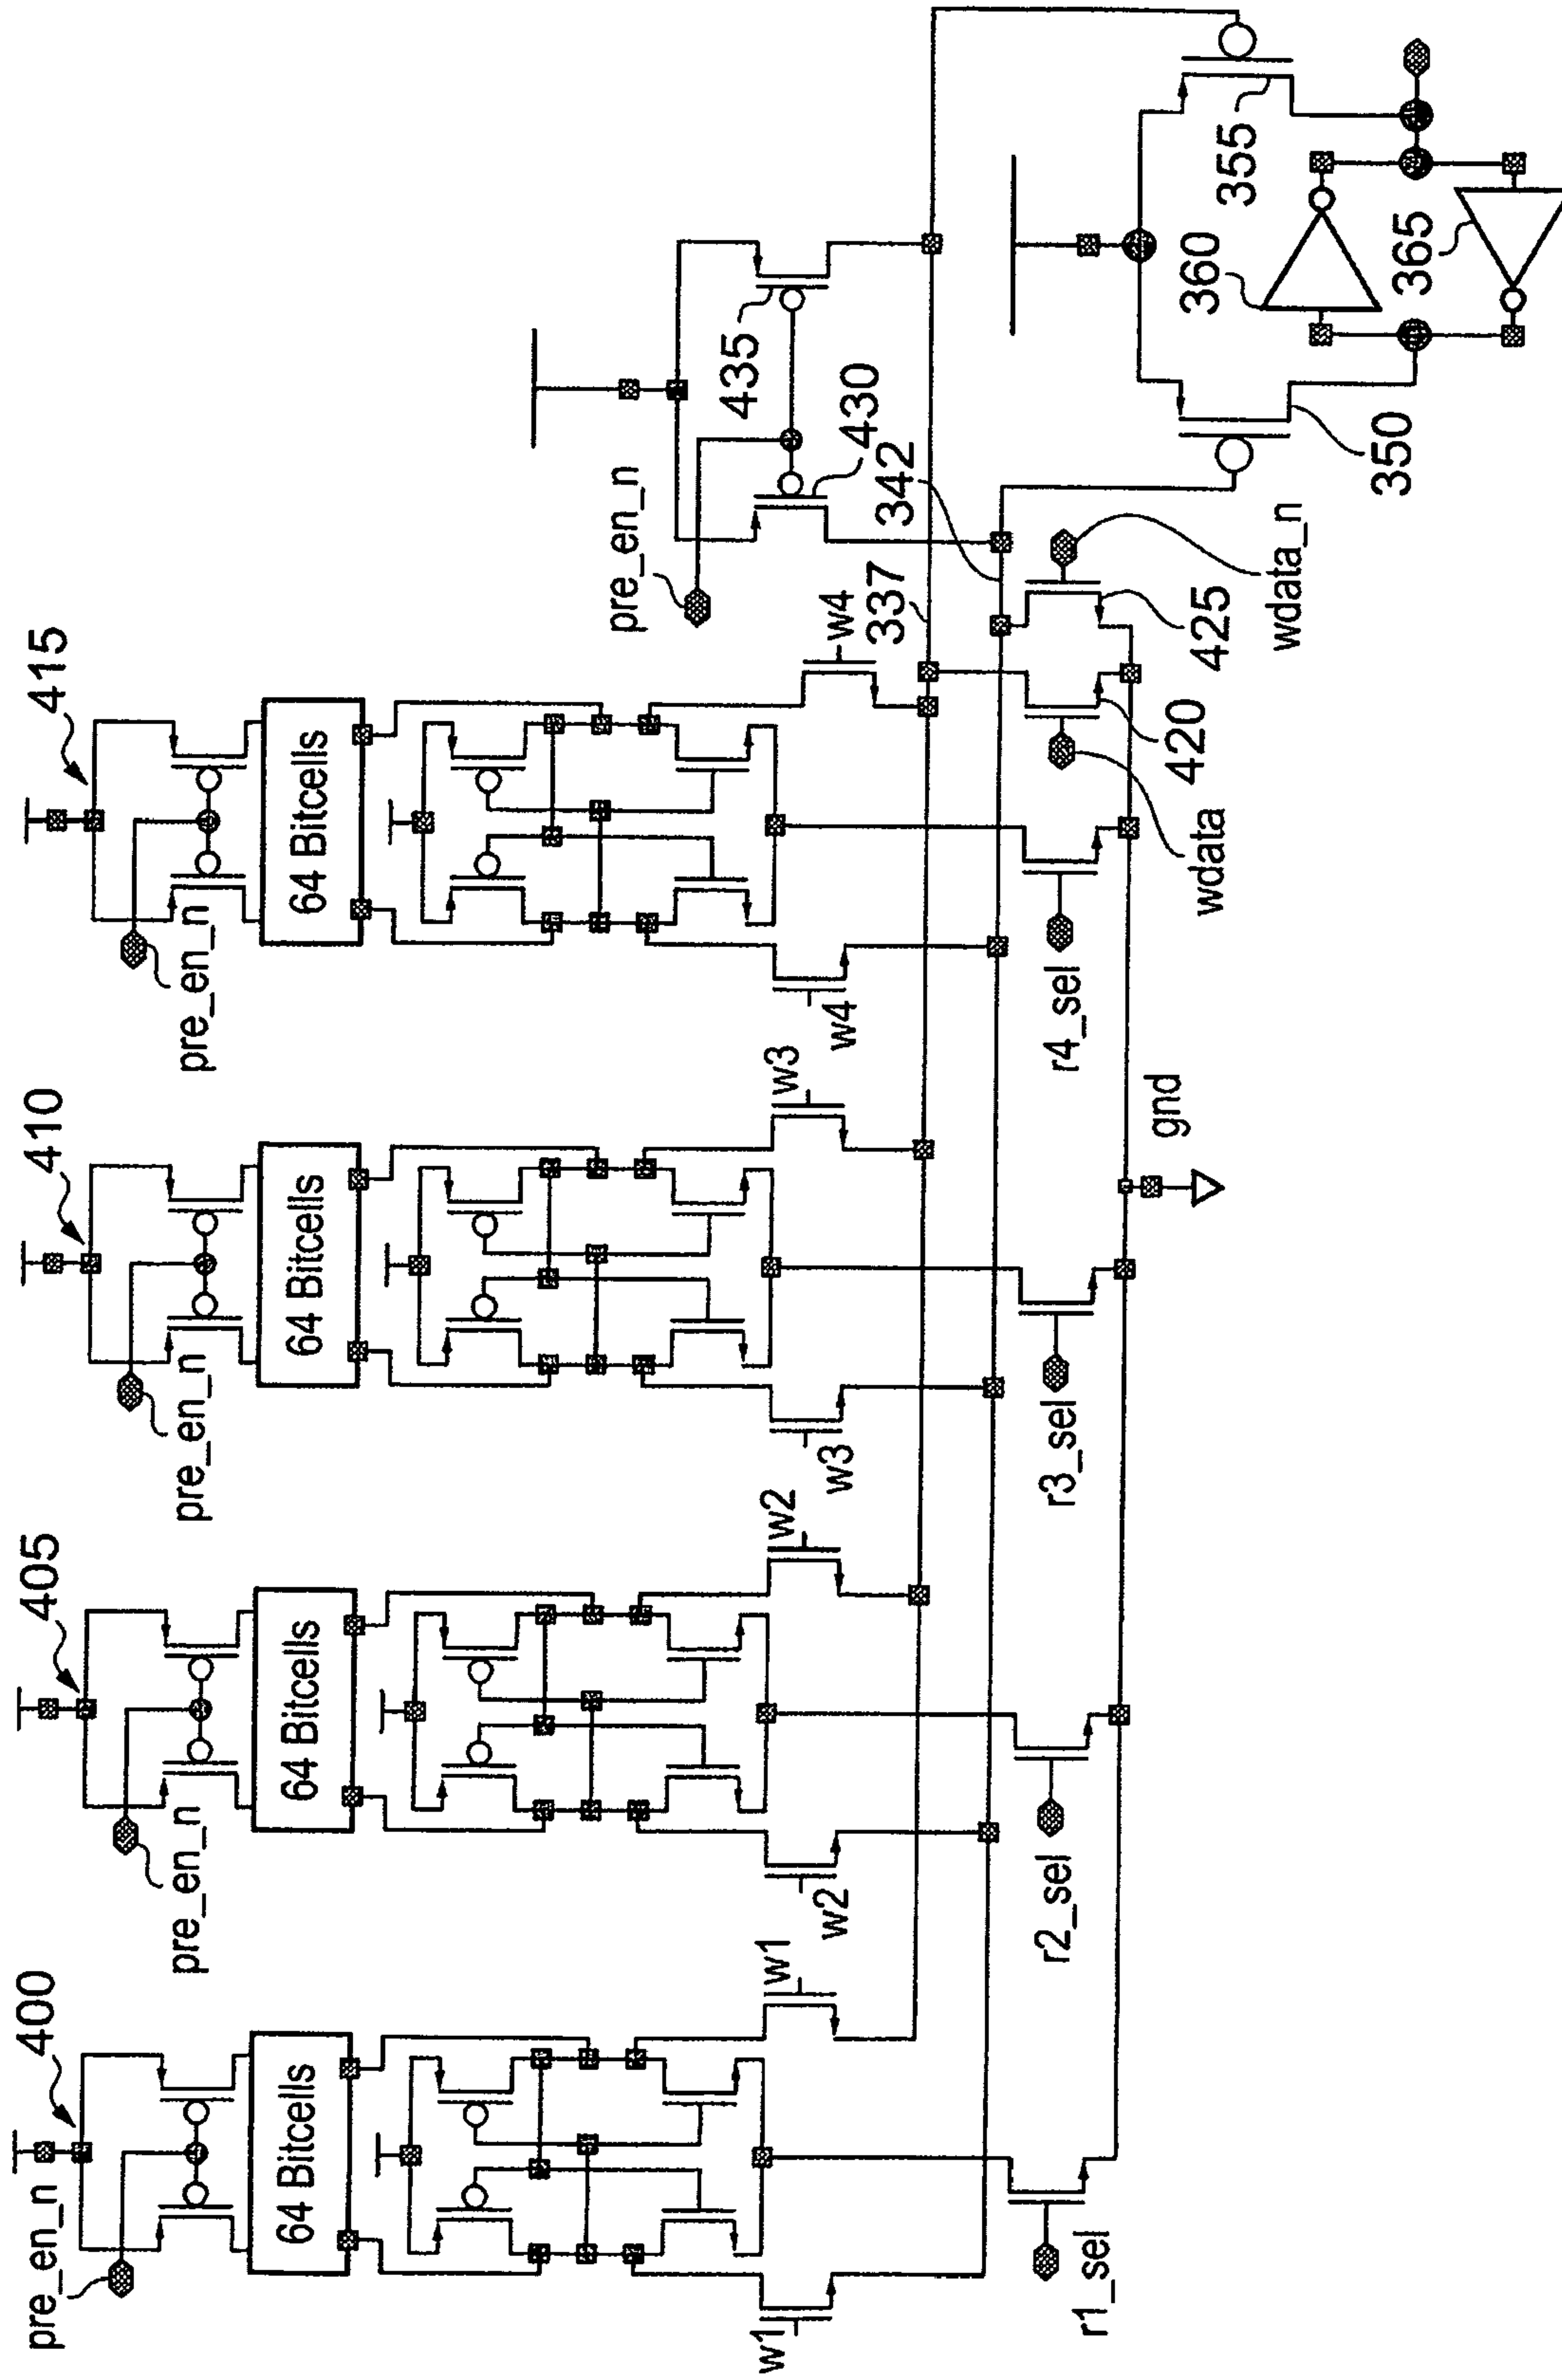 400
405
410
415
pre_en_n
pre_en_n
pre_en_n
pre_en_n
64 Bitcells
64 Bitcells
64 Bitcells
64 Bitcells
pre_en_n
435
430
w1
w1
w2
w2
w3
w3
w4
w4
337
342
r1_sel
r2_sel
r3_sel
r4_sel
wdata
420
425
wdata_n
gnd
350
355
360
365